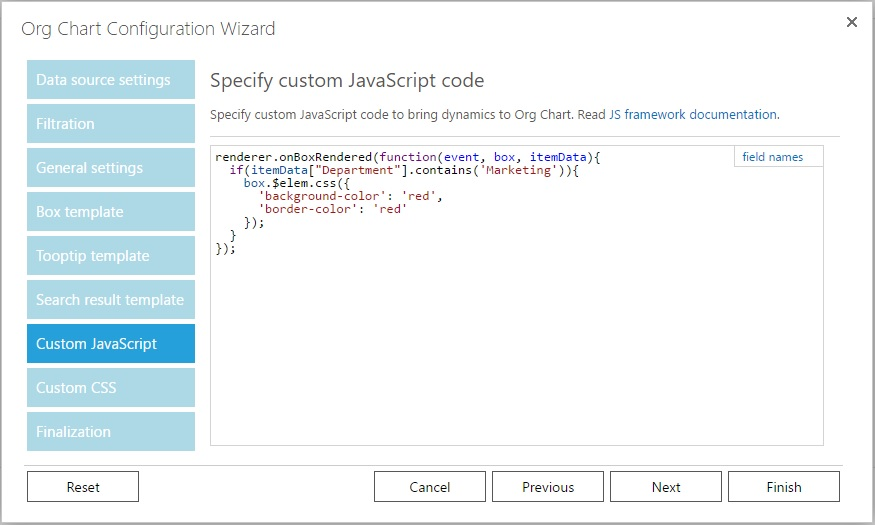 Org Chart Configuration Wizard
Data source settings
Filtration
General settings
Box template
Tooptip template
Search result template
Custom JavaScript
Custom CSS
Finalization
Specify custom JavaScript code
Specify custom JavaScript code to bring dynamics to Org Chart. Read JS framework documentation.
field names
renderer.onBoxRendered(function(event, box, itemData){
  if(itemData["Department"].contains('Marketing')){
    box.$elem.css({
      'background-color': 'red',
      'border-color': 'red'
    });
  }
});
Reset
Cancel
Previous
Next
Finish